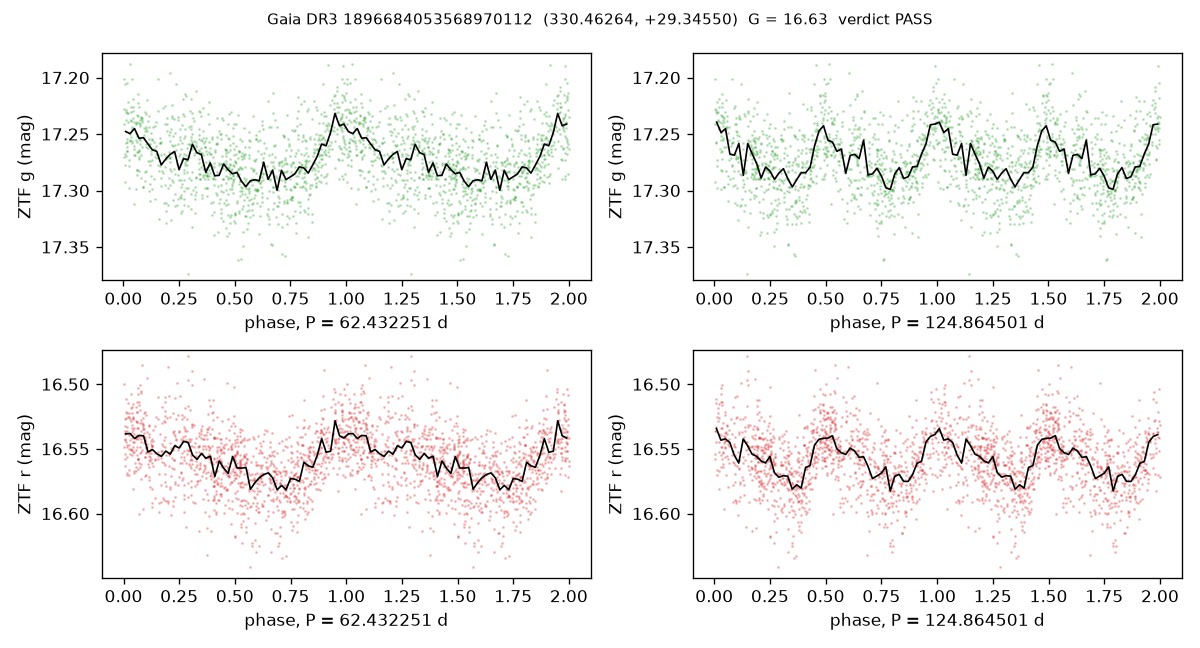 Gaia DR3 1896684053568970112  (330.46264, +29.34550)  G = 16.63  verdict PASS
ZTF g (mag)
17.20
17.25
17.30
17.35
0.00 0.25 0.50 0.75 1.00 1.25 1.50 1.75 2.00
phase, P = 62.432251 d
ZTF g (mag)
17.20
17.25
17.30
17.35
0.00 0.25 0.50 0.75 1.00 1.25 1.50 1.75 2.00
phase, P = 124.864501 d
ZTF r (mag)
16.50
16.55
16.60
0.00 0.25 0.50 0.75 1.00 1.25 1.50 1.75 2.00
phase, P = 62.432251 d
ZTF r (mag)
16.50
16.55
16.60
0.00 0.25 0.50 0.75 1.00 1.25 1.50 1.75 2.00
phase, P = 124.864501 d